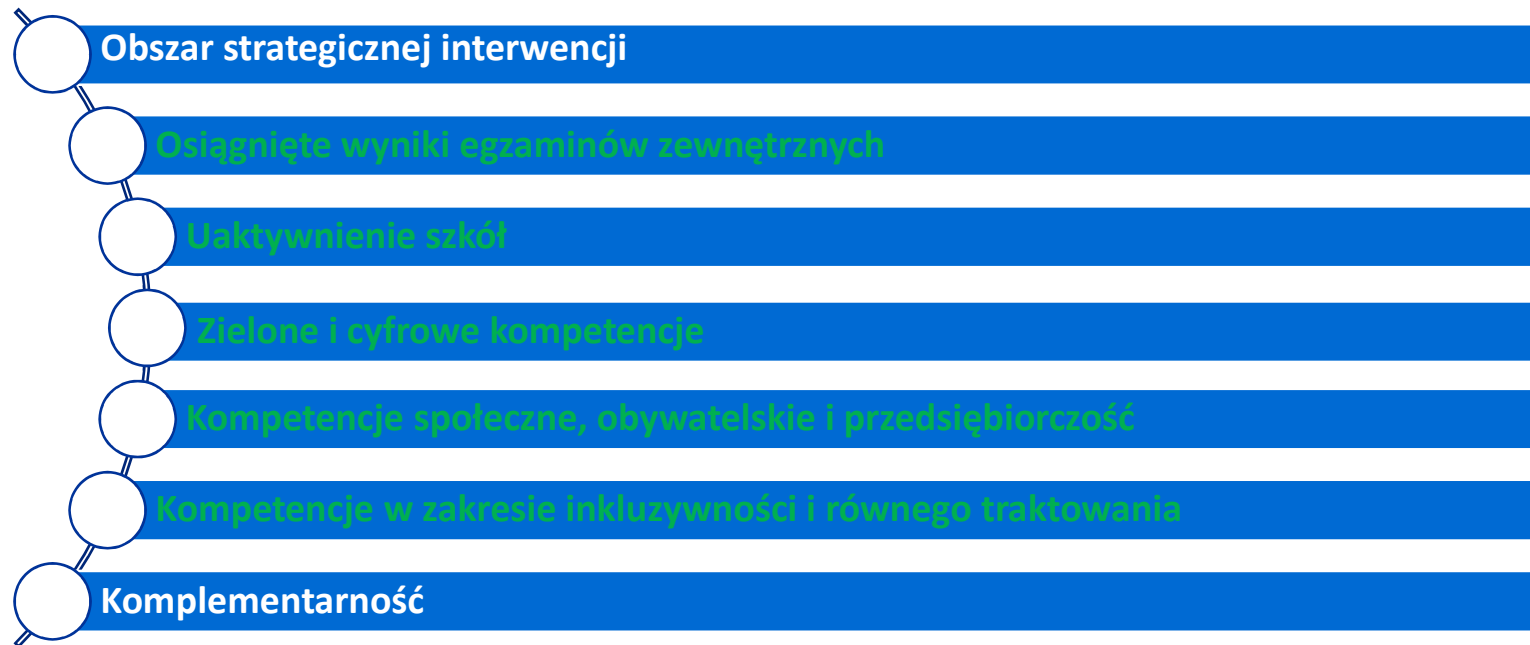 Obszar strategicznej interwencji
Osiągnięte wyniki egzaminów zewnętrznych
Uaktywnienie szkół
Zielone i cyfrowe kompetencje
Kompetencje społeczne, obywatelskie i przedsiębiorczość
Kompetencje w zakresie inkluzywności i równego traktowania
Komplementarność